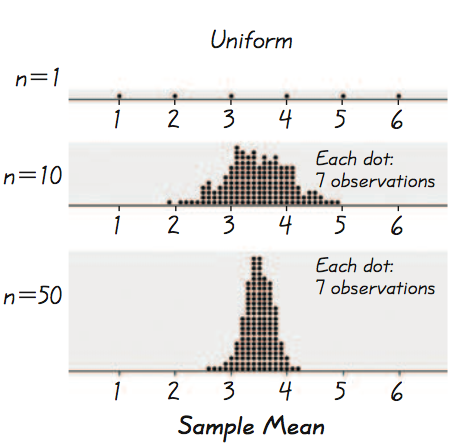 Uniform
n=1
1 2 3 4 5 6
Each dot:
7 observations
n=10
1 2 3 4 5 6
Each dot:
7 observations
n=50
1 2 3 4 5 6
Sample Mean